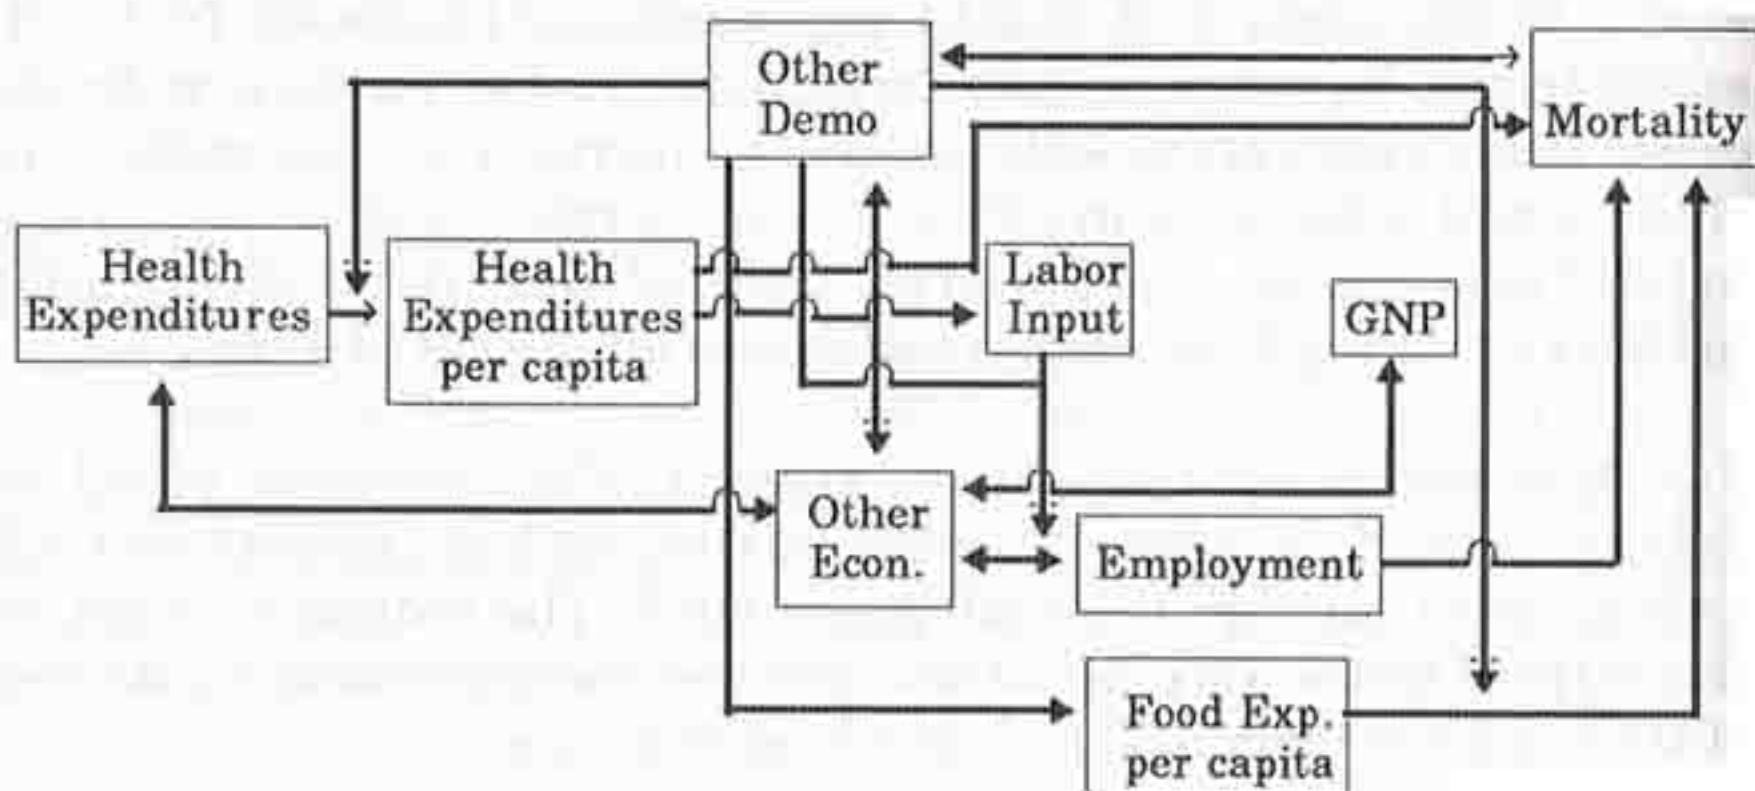 Other
Demo
Mortality
Health
Expenditures
Health
Expenditures
per capita
Labor
Input
GNP
Other
Econ.
Employment
Food Exp.
per capita